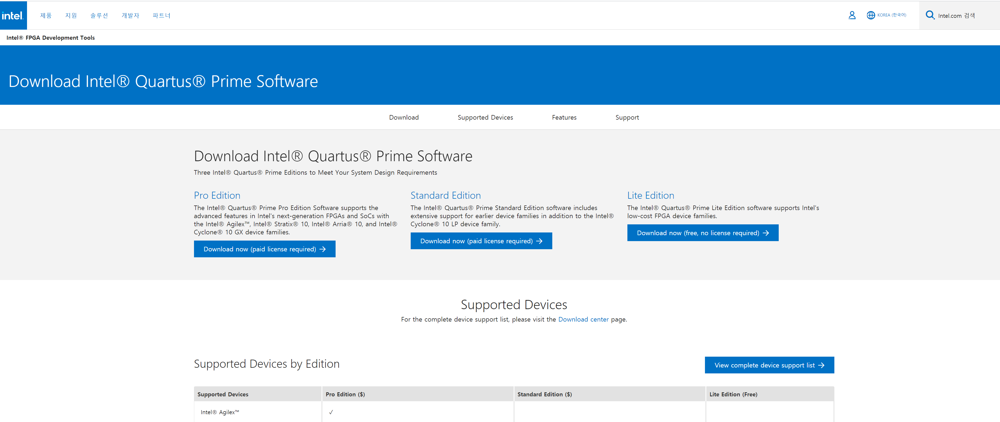 intel.
제품
지원
솔루션
개발자
파트너
KOREA (한국어)
Intel.com 검색
Intel® FPGA Development Tools
Download Intel® Quartus® Prime Software
Download
Supported Devices
Features
Support
Download Intel® Quartus® Prime Software
Three Intel® Quartus® Prime Editions to Meet Your System Design Requirements
Pro Edition
The Intel® Quartus® Prime Pro Edition Software supports the
advanced features in Intel's next-generation FPGAs and SoCs with
the Intel® Agilex™, Intel® Stratix® 10, Intel® Arria® 10, and Intel®
Cyclone® 10 GX device families.
Download now (paid license required) →
Standard Edition
The Intel® Quartus® Prime Standard Edition software includes
extensive support for earlier device families in addition to the Intel®
Cyclone® 10 LP device family.
Download now (paid license required) →
Lite Edition
The Intel® Quartus® Prime Lite Edition software supports Intel's
low-cost FPGA device families.
Download now (free, no license required) →
Supported Devices
For the complete device support list, please visit the Download center page.
Supported Devices by Edition
View complete device support list →
Supported Devices
Pro Edition ($)
Standard Edition ($)
Lite Edition (Free)
Intel® Agilex™
✓